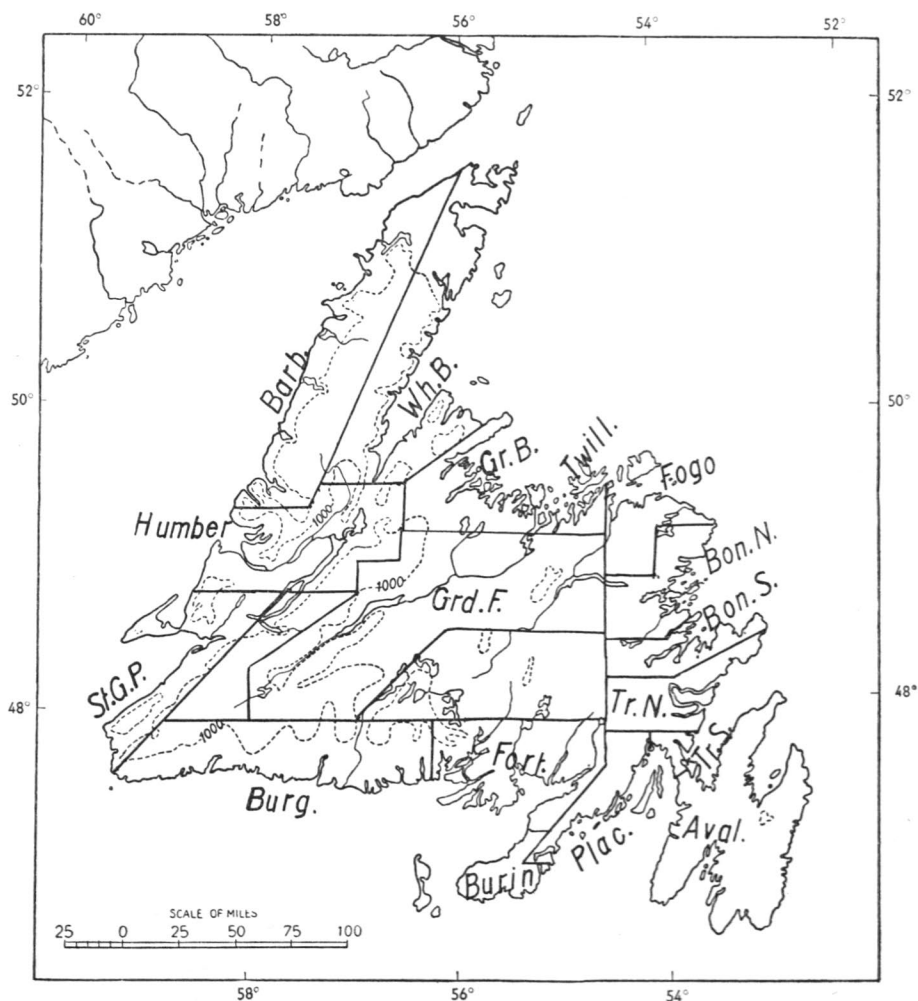 60° 58° 56° 54° 52°
52° 52°
50° 50°
Barb.
Wh.B.
Gr.B.
Twill.
Fogo
Humber
1000
Bon.N.
1000
Grd.F.
Bon.S.
St.G.P.
48° 48°
Tr.N.
1000
Fort.
Burg.
Plac.
Aval.
Burin
SCALE OF MILES
25 0 25 50 75 100
58° 56° 54°